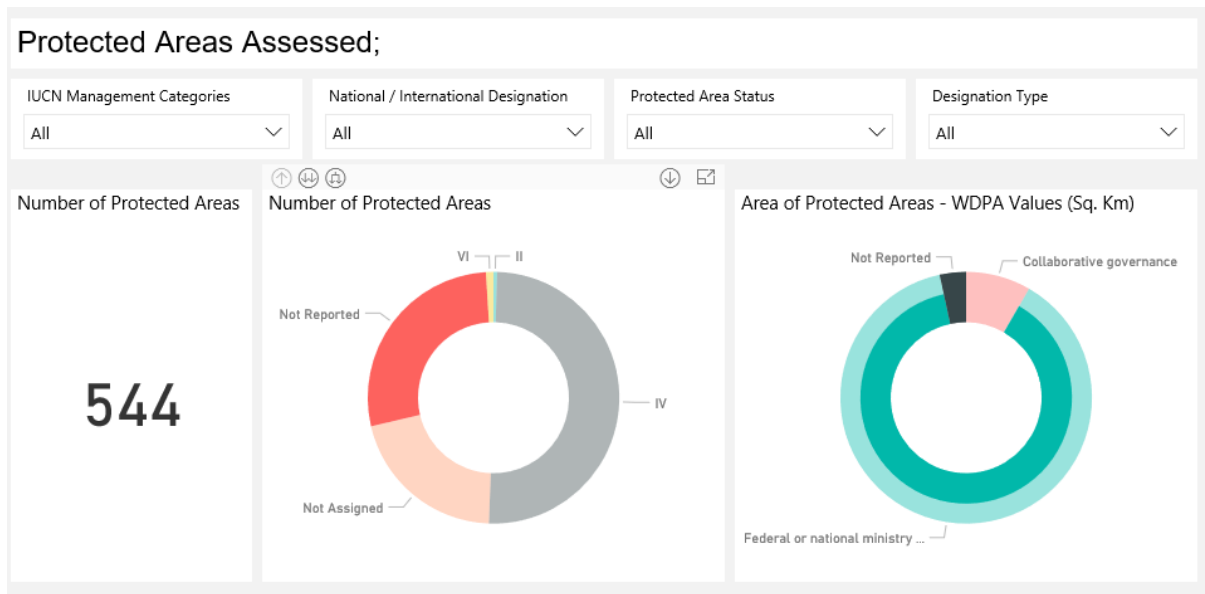 Protected Areas Assessed;
IUCN Management Categories
All
National / International Designation
All
Protected Area Status
All
Designation Type
All
Number of Protected Areas
544
Number of Protected Areas
VI
II
Not Reported
IV
Not Assigned
Area of Protected Areas - WDPA Values (Sq. Km)
Not Reported
Collaborative governance
Federal or national ministry ...